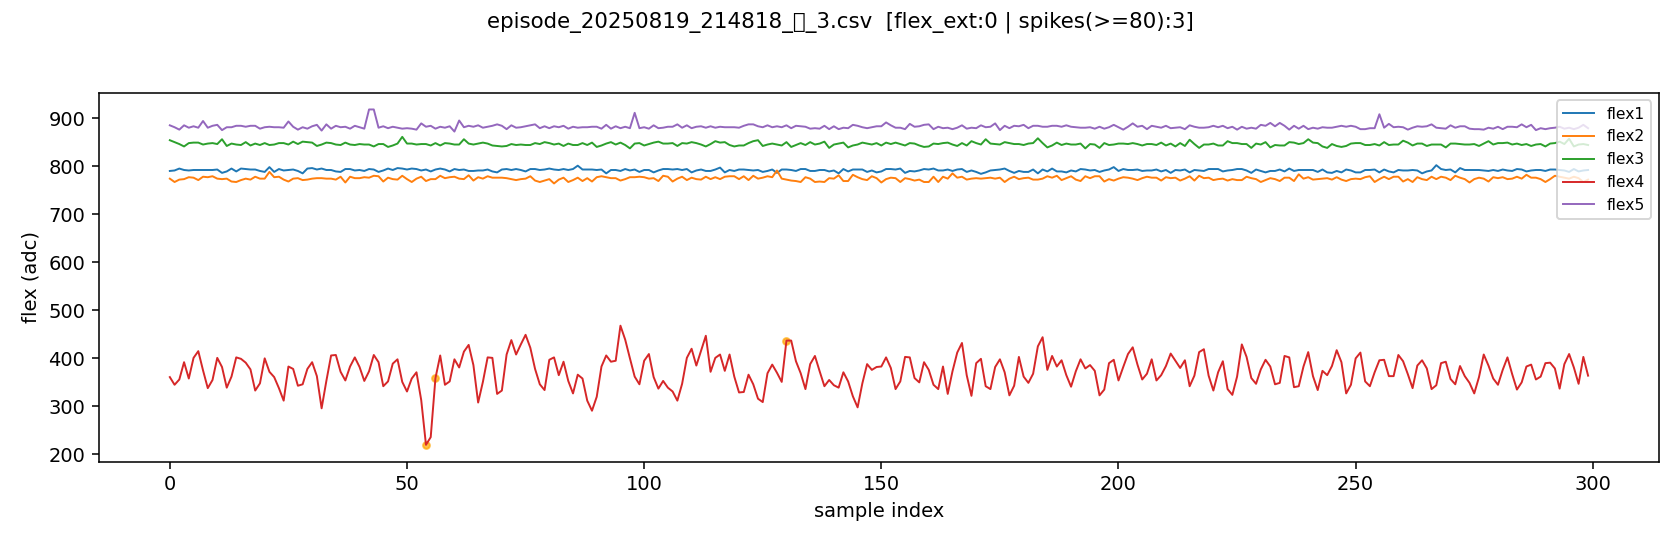 episode_20250819_214818_▯_3.csv  [flex_ext:0 | spikes(>=80):3]
flex (adc)
900
800
700
600
500
400
300
200
0
50
100
150
200
250
300
sample index
flex1
flex2
flex3
flex4
flex5